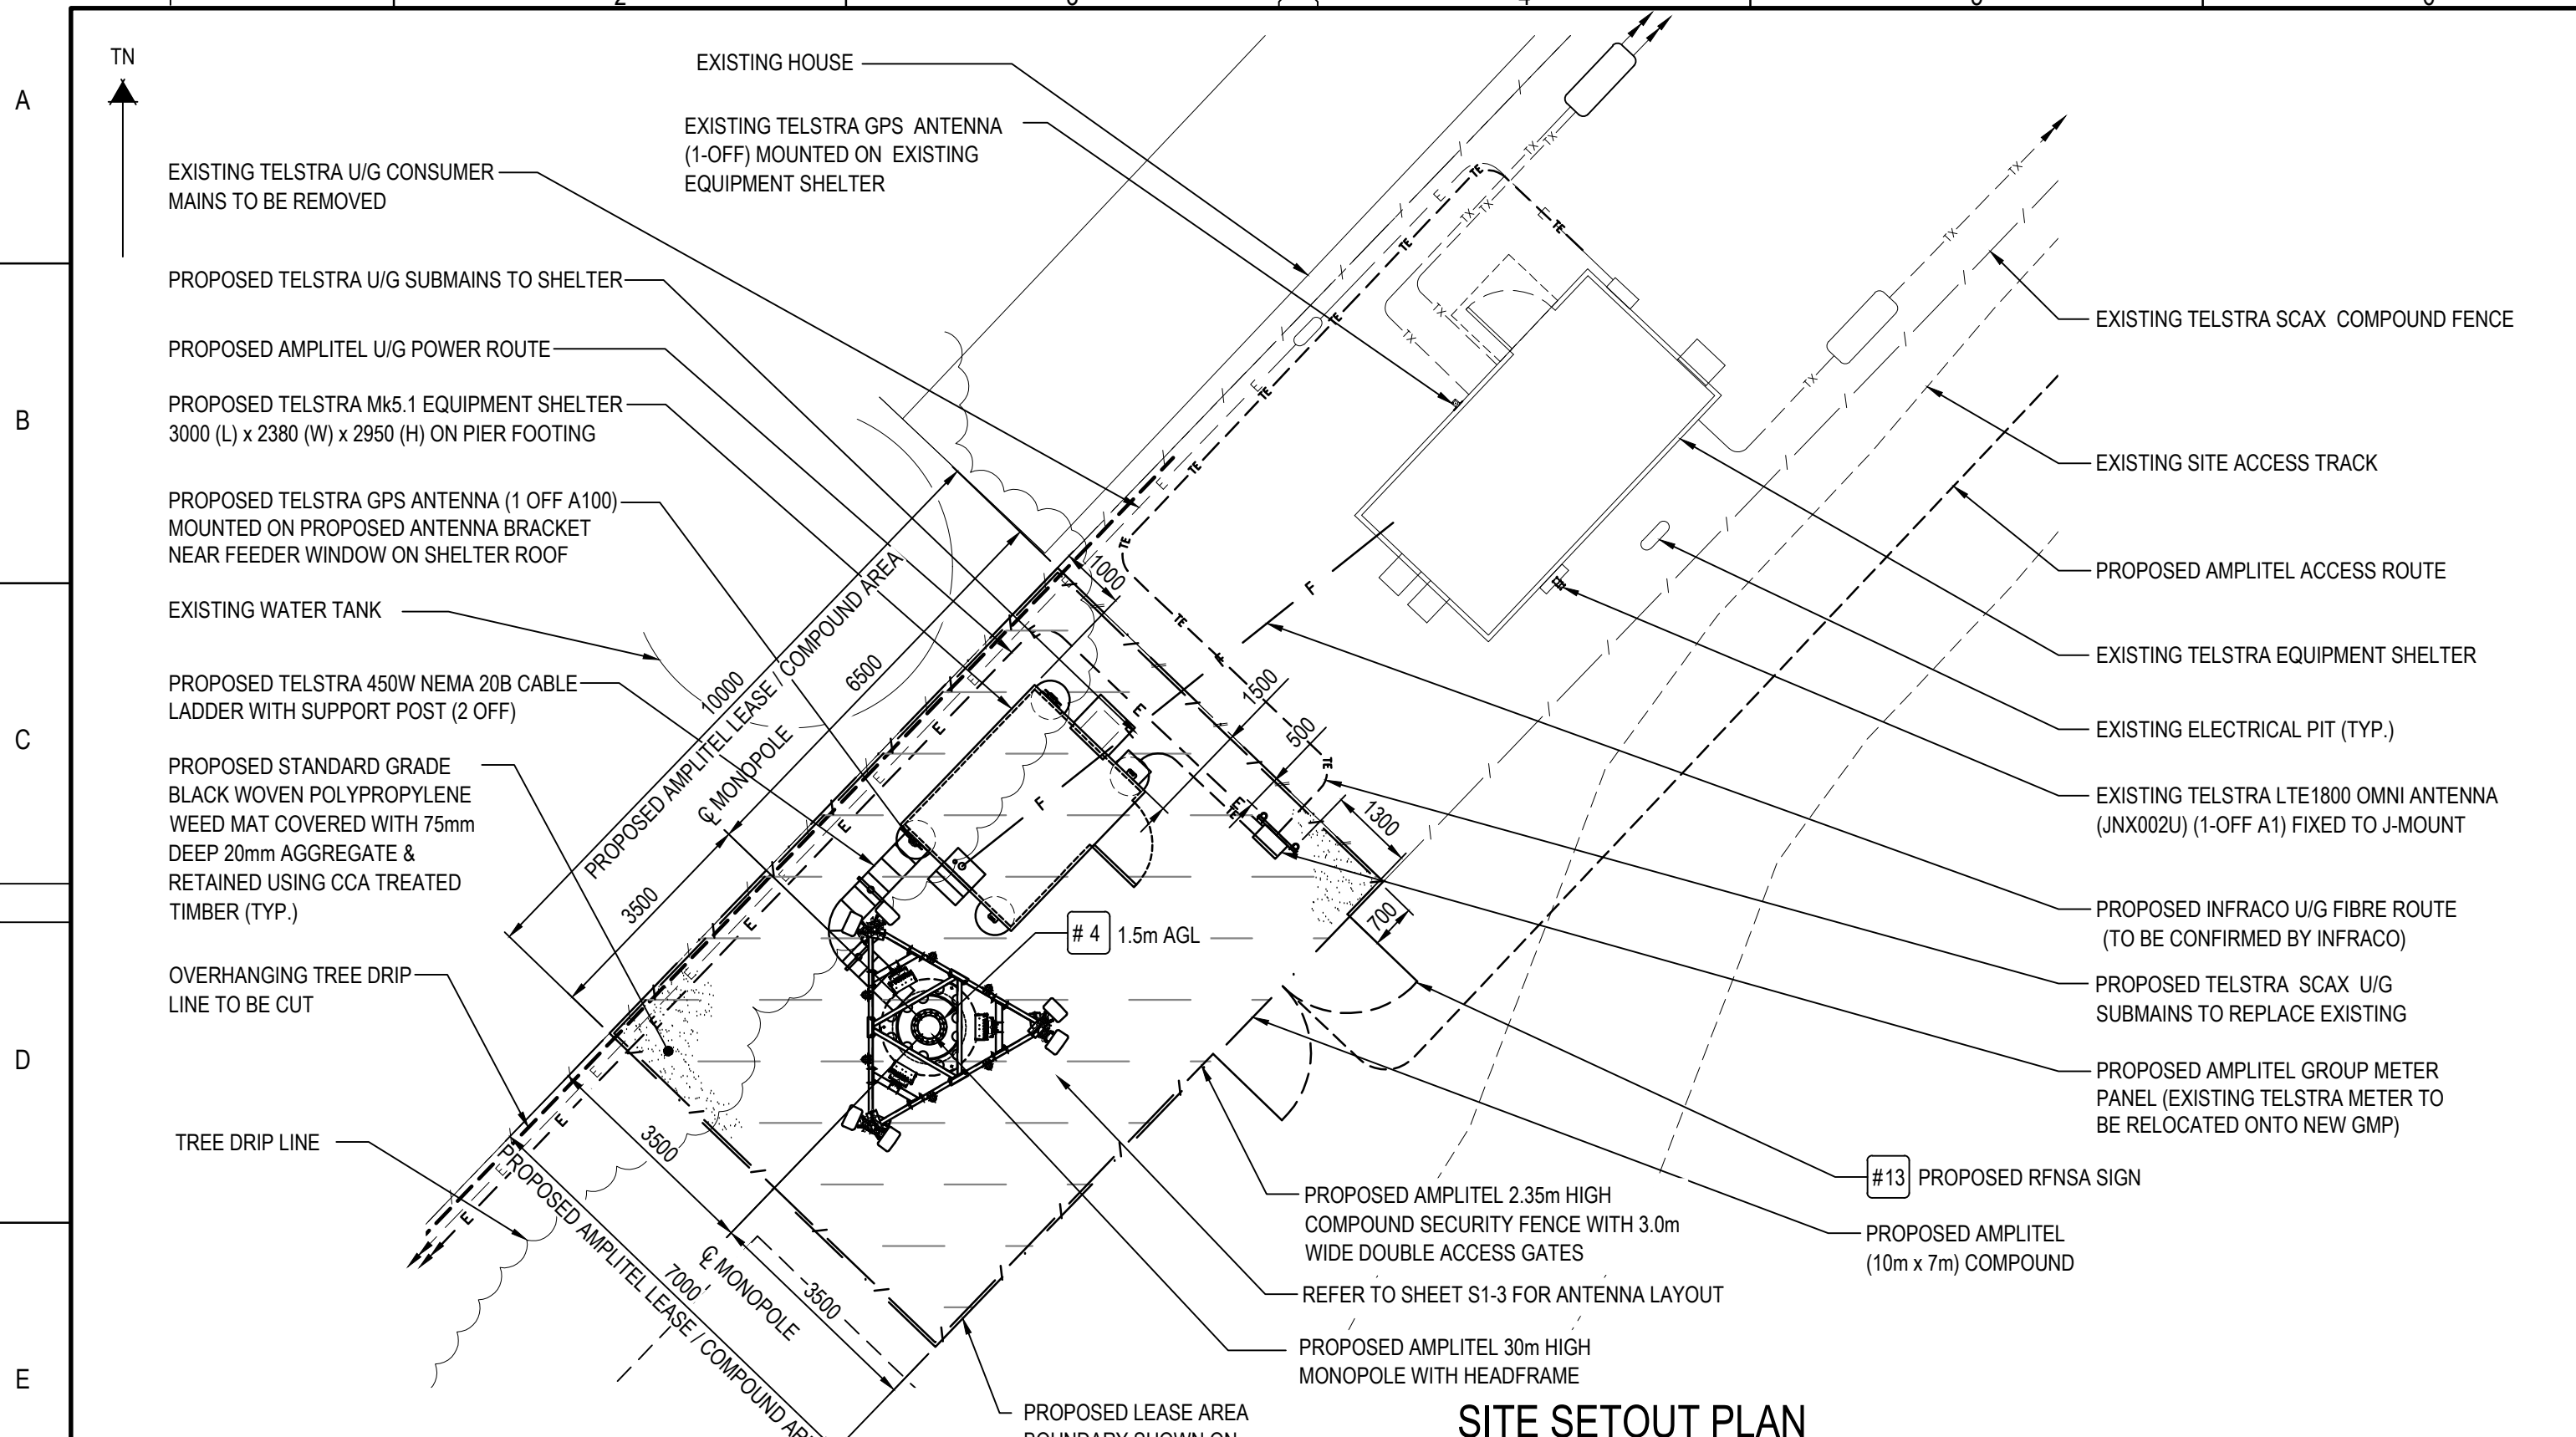 TN
A
B
C
D
E
EXISTING HOUSE
EXISTING TELSTRA GPS ANTENNA
(1-OFF) MOUNTED ON EXISTING
EQUIPMENT SHELTER
EXISTING TELSTRA U/G CONSUMER
MAINS TO BE REMOVED
PROPOSED TELSTRA U/G SUBMAINS TO SHELTER
PROPOSED AMPLITEL U/G POWER ROUTE
PROPOSED TELSTRA Mk5.1 EQUIPMENT SHELTER
3000 (L) x 2380 (W) x 2950 (H) ON PIER FOOTING
PROPOSED TELSTRA GPS ANTENNA (1 OFF A100)
MOUNTED ON PROPOSED ANTENNA BRACKET
NEAR FEEDER WINDOW ON SHELTER ROOF
EXISTING WATER TANK
PROPOSED TELSTRA 450W NEMA 20B CABLE
LADDER WITH SUPPORT POST (2 OFF)
PROPOSED STANDARD GRADE
BLACK WOVEN POLYPROPYLENE
WEED MAT COVERED WITH 75mm
DEEP 20mm AGGREGATE &
RETAINED USING CCA TREATED
TIMBER (TYP.)
OVERHANGING TREE DRIP
LINE TO BE CUT
TREE DRIP LINE
10000
PROPOSED AMPLITEL LEASE / COMPOUND AREA
6500
3500
℄ MONOPOLE
1000
1500
500
1300
700
# 4 1.5m AGL
3500
3500
℄ MONOPOLE
7000
PROPOSED AMPLITEL LEASE / COMPOUND
EXISTING TELSTRA SCAX COMPOUND FENCE
EXISTING SITE ACCESS TRACK
PROPOSED AMPLITEL ACCESS ROUTE
EXISTING TELSTRA EQUIPMENT SHELTER
EXISTING ELECTRICAL PIT (TYP.)
EXISTING TELSTRA LTE1800 OMNI ANTENNA
(JNX002U) (1-OFF A1) FIXED TO J-MOUNT
PROPOSED INFRACO U/G FIBRE ROUTE
(TO BE CONFIRMED BY INFRACO)
PROPOSED TELSTRA SCAX U/G
SUBMAINS TO REPLACE EXISTING
PROPOSED AMPLITEL GROUP METER
PANEL (EXISTING TELSTRA METER TO
BE RELOCATED ONTO NEW GMP)
#13 PROPOSED RFNSA SIGN
PROPOSED AMPLITEL
(10m x 7m) COMPOUND
PROPOSED AMPLITEL 2.35m HIGH
COMPOUND SECURITY FENCE WITH 3.0m
WIDE DOUBLE ACCESS GATES
REFER TO SHEET S1-3 FOR ANTENNA LAYOUT
PROPOSED AMPLITEL 30m HIGH
MONOPOLE WITH HEADFRAME
PROPOSED LEASE AREA
BOUNDARY SHOWN ON
SITE SETOUT PLAN